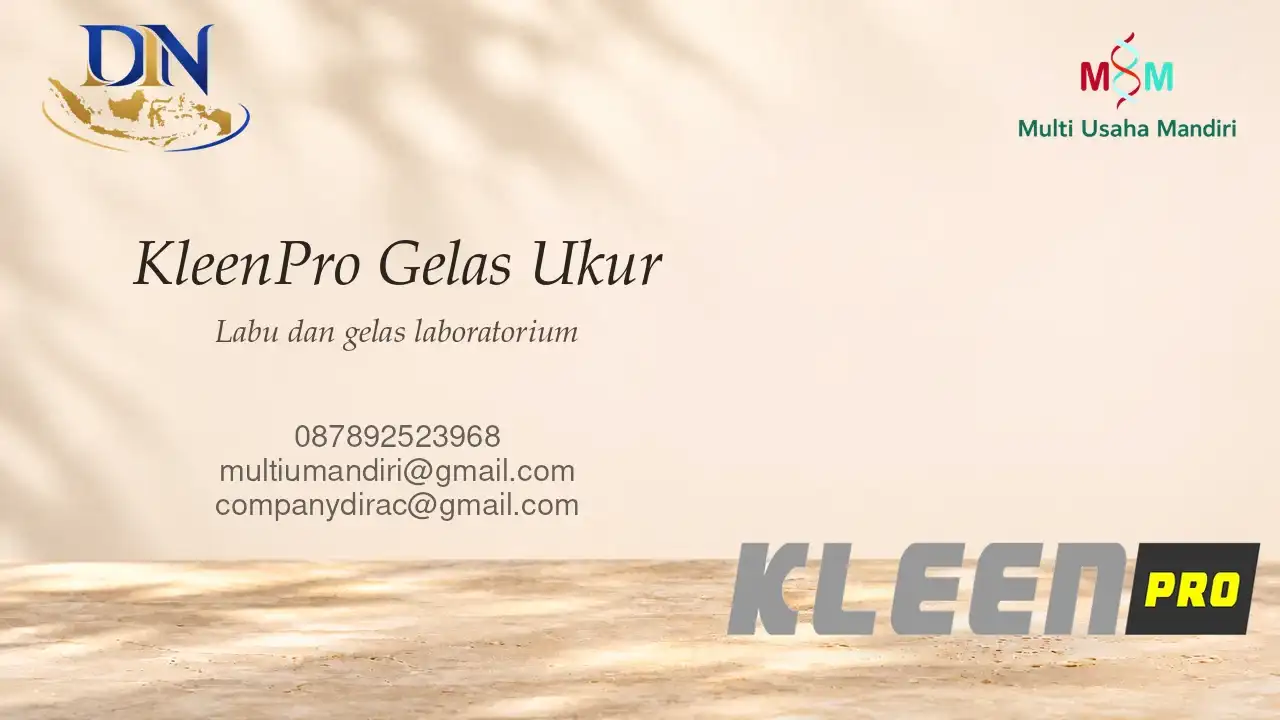 DIN
MSM
Multi Usaha Mandiri
KleenPro Gelas Ukur
Labu dan gelas laboratorium
087892523968
multiumandiri@gmail.com
companydirac@gmail.com
KLEEN PRO